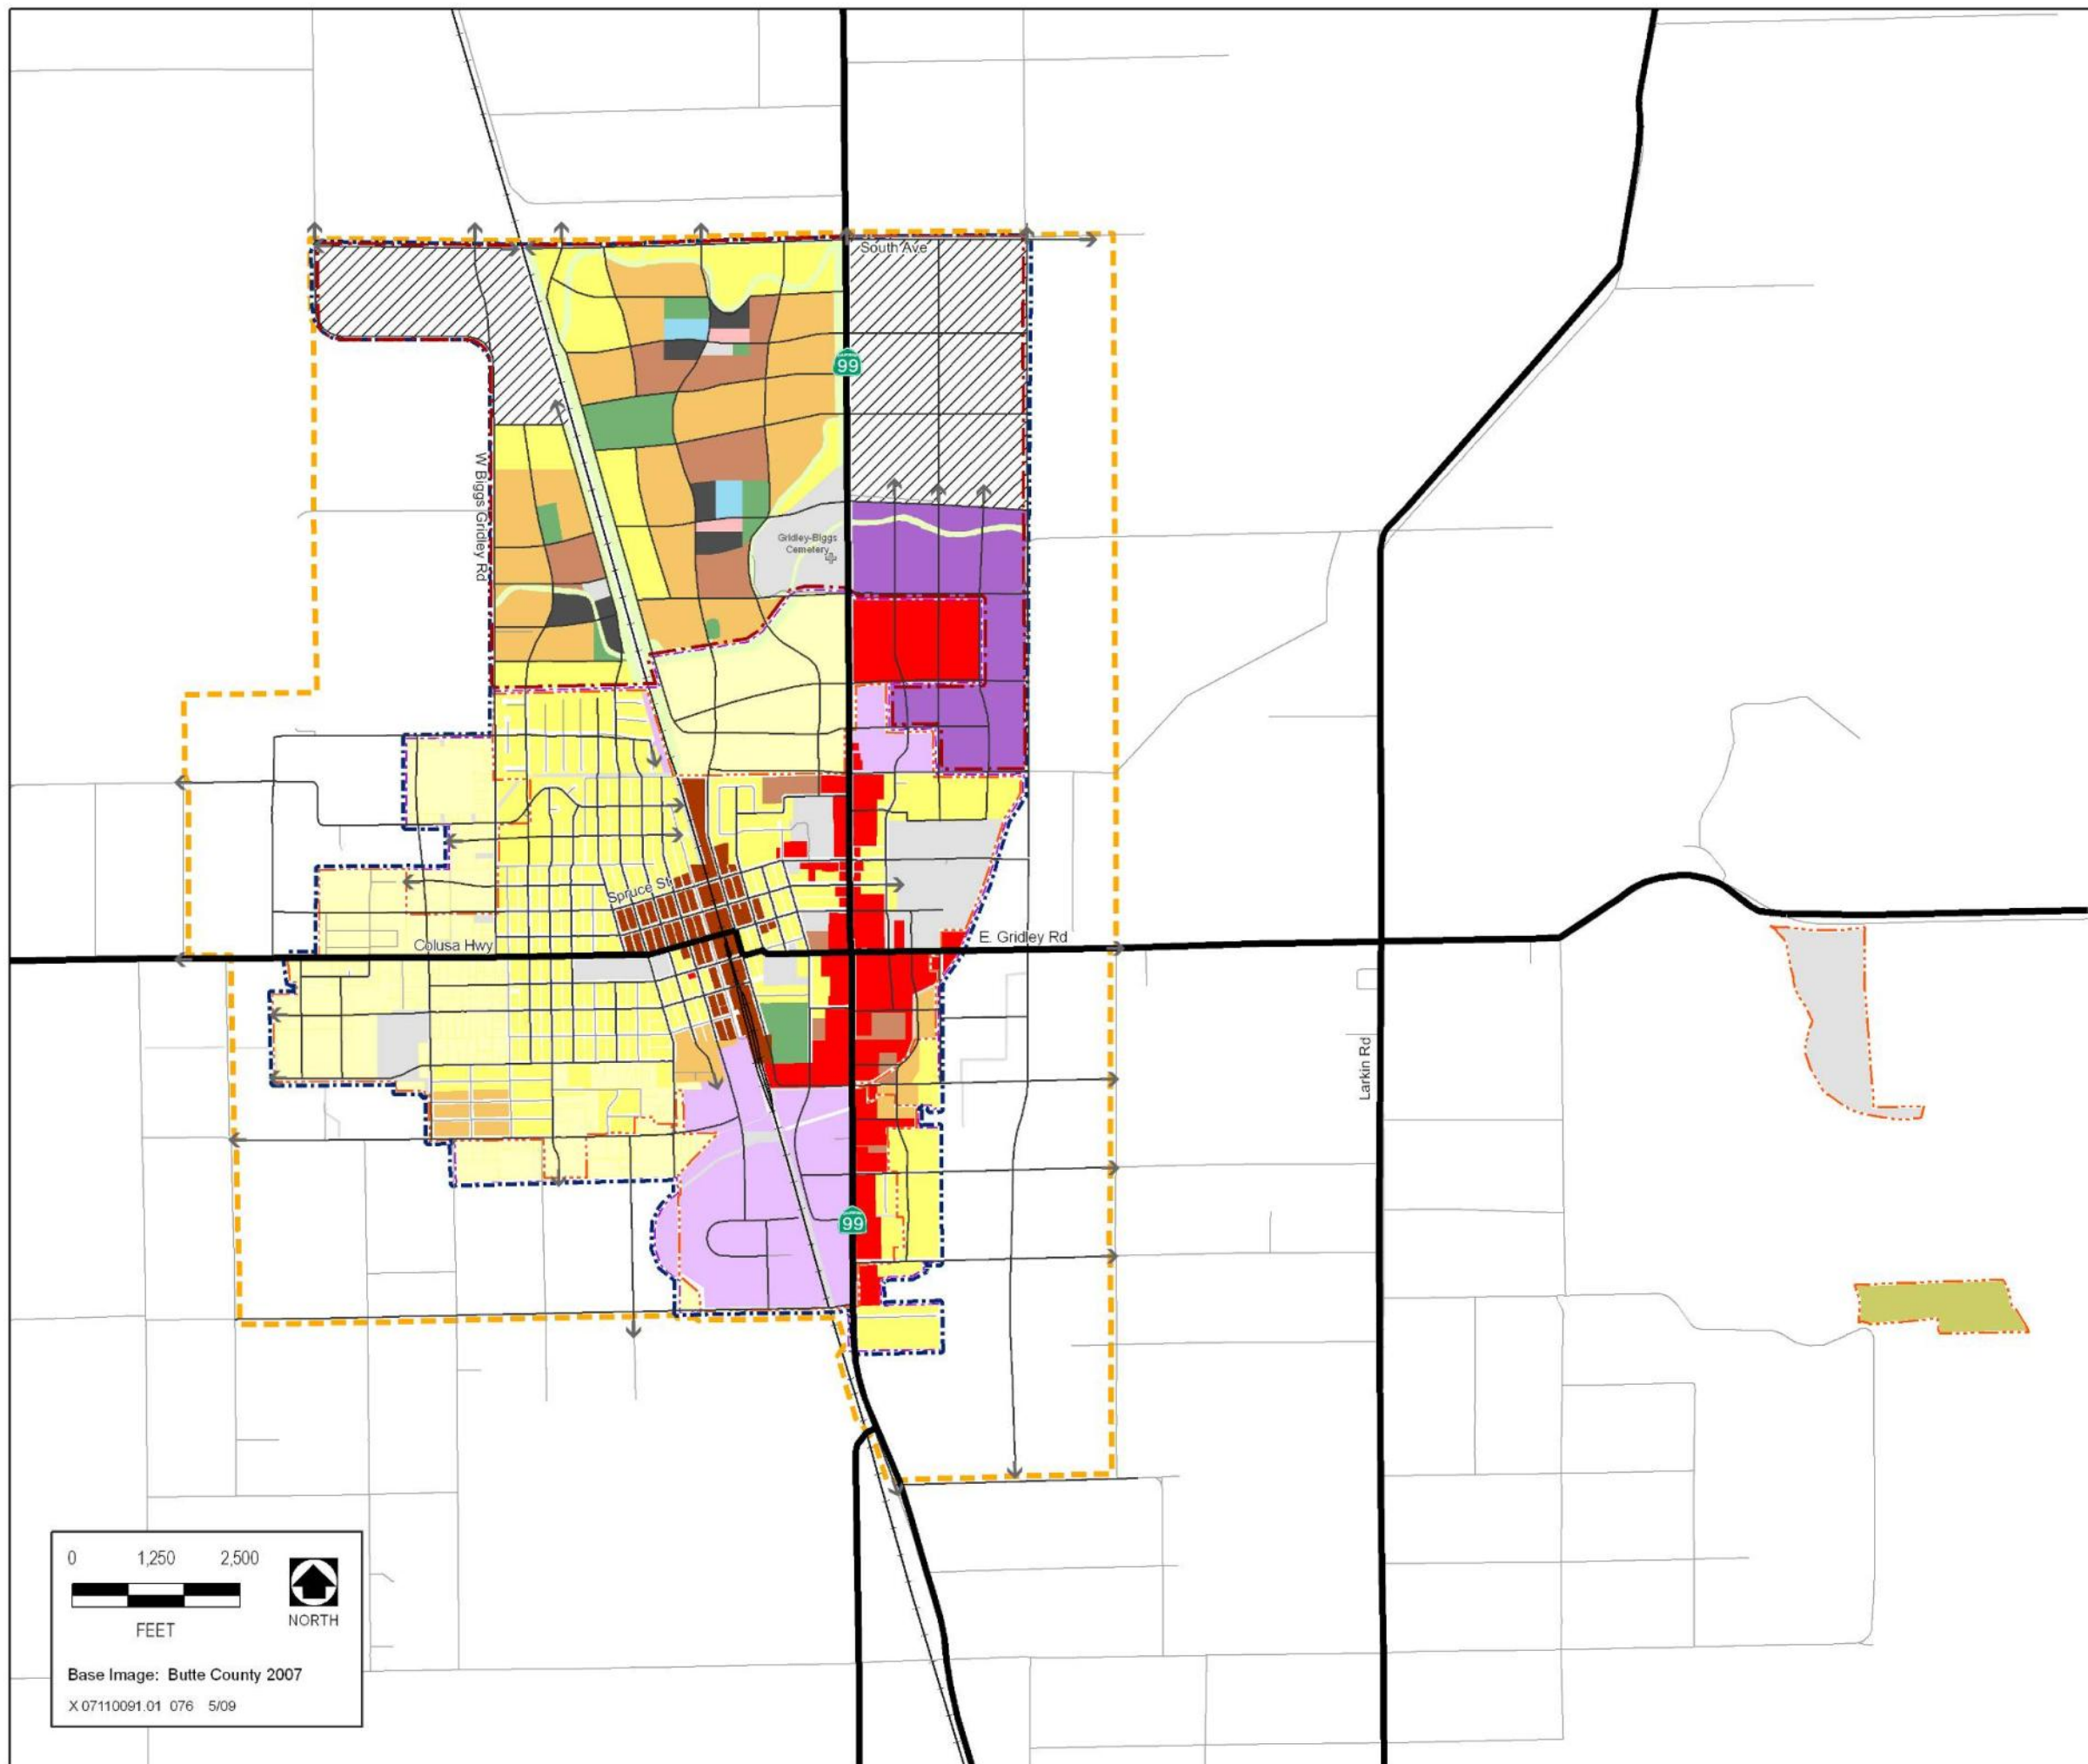 South Ave
99
W Biggs Gridley Rd
Gridley-Biggs
Cemetery
Spruce St
Colusa Hwy
E. Gridley Rd
Larkin Rd
99
0 1,250 2,500
FEET
NORTH
Base Image: Butte County 2007
X 07110091.01 076 5/09